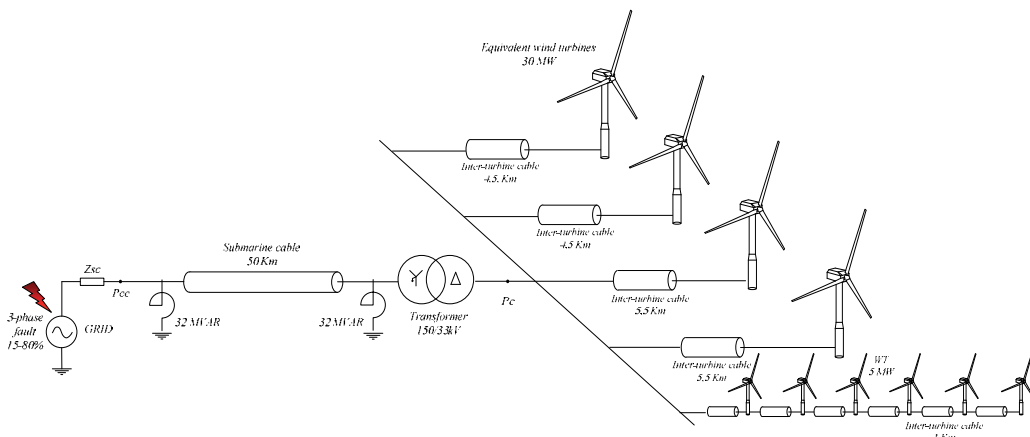 Equivalent wind turbines
30 MW
Inter-turbine cable
4.5. Km
Inter-turbine cable
4.5 Km
Submarine cable
50 Km
Zsc
Pcc
Pc
3-phase
fault
15-80%
GRID
32 MVAR
32 MVAR
Transformer
150/33kV
Inter-turbine cable
5.5 Km
Inter-turbine cable
5.5 Km
WT
5 MW
Inter-turbine cable